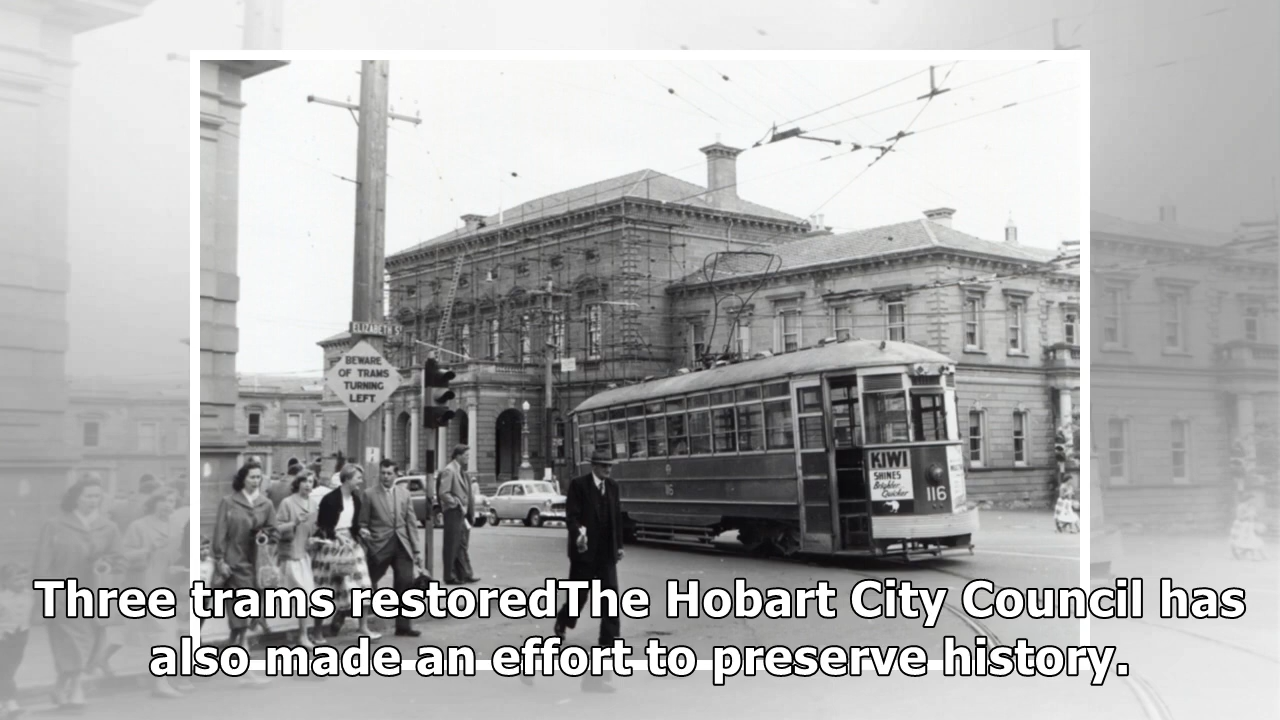 ELIZABETH ST
BEWARE
OF TRAMS
TURNING
LEFT
KIWI
SHINES
Brighter
Quicker
116
116
Three trams restoredThe Hobart City Council has
also made an effort to preserve history.